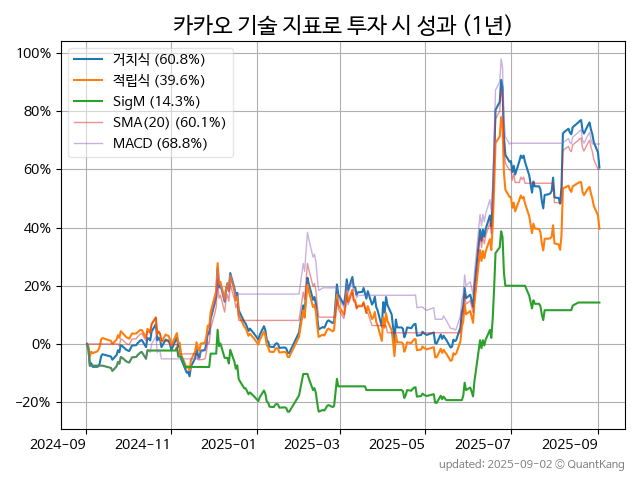 카카오 기술 지표로 투자 시 성과 (1년)
거치식 (60.8%)
적립식 (39.6%)
SigM (14.3%)
SMA(20) (60.1%)
MACD (68.8%)
100%
80%
60%
40%
20%
0%
−20%
2024-09 2024-11 2025-01 2025-03 2025-05 2025-07 2025-09
updated: 2025-09-02 © QuantKang